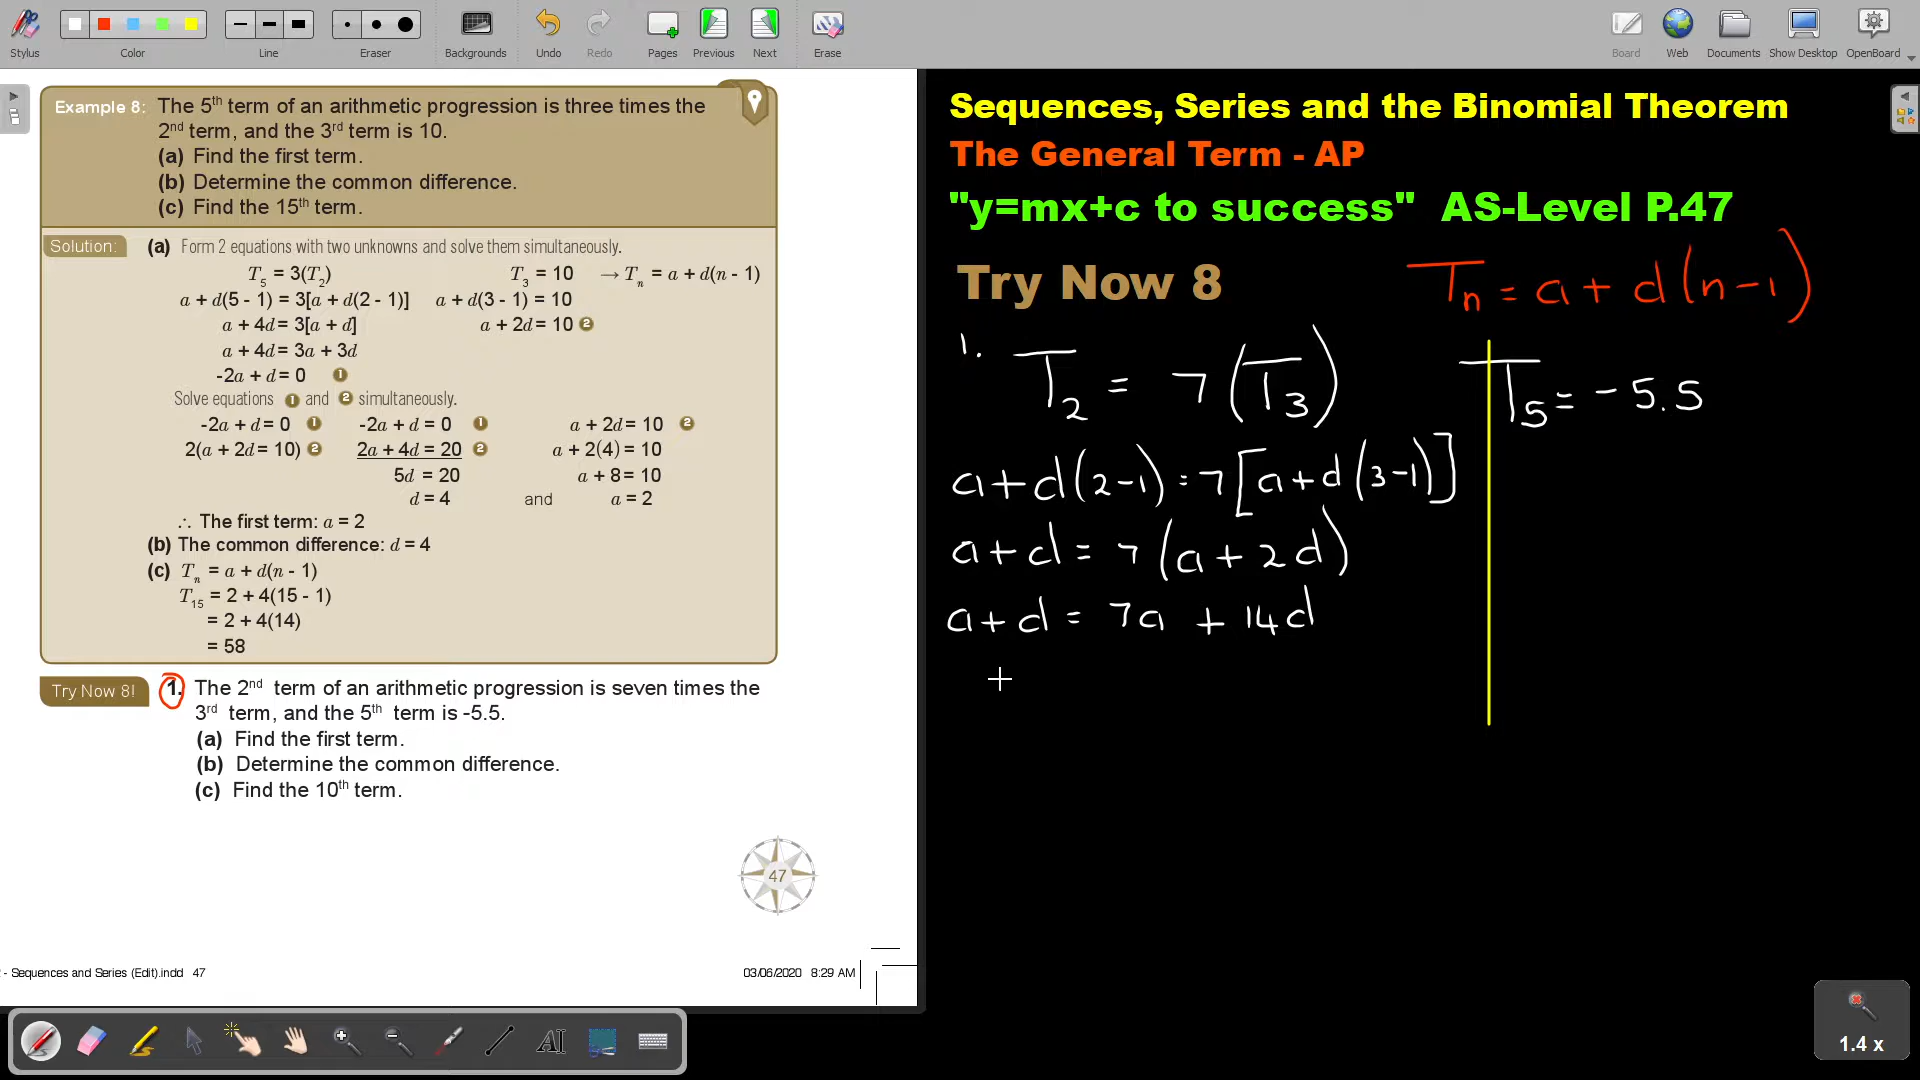 Stylus Color Line Eraser Backgrounds Undo Redo Pages Previous Next Erase Board Web Documents Show Desktop OpenBoard
Example 8: The 5th term of an arithmetic progression is three times the
2nd term, and the 3rd term is 10.
(a) Find the first term.
(b) Determine the common difference.
(c) Find the 15th term.
Solution: (a) Form 2 equations with two unknowns and solve them simultaneously.
T5 = 3(T2) T3 = 10 → Tn = a + d(n - 1)
a + d(5 - 1) = 3[a + d(2 - 1)] a + d(3 - 1) = 10
a + 4d = 3[a + d] a + 2d = 10 2
a + 4d = 3a + 3d
-2a + d = 0 1
Solve equations 1 and 2 simultaneously.
-2a + d = 0 1 -2a + d = 0 1 a + 2d = 10 2
2(a + 2d = 10) 2 2a + 4d = 20 2 a + 2(4) = 10
5d = 20 a + 8 = 10
d = 4 and a = 2
∴ The first term: a = 2
(b) The common difference: d = 4
(c) Tn = a + d(n - 1)
T15 = 2 + 4(15 - 1)
= 2 + 4(14)
= 58
Try Now 8! 1. The 2nd term of an arithmetic progression is seven times the
3rd term, and the 5th term is -5.5.
(a) Find the first term.
(b) Determine the common difference.
(c) Find the 10th term.
47
- Sequences and Series (Edit).indd 47 03/06/2020 8:29 AM
Sequences, Series and the Binomial Theorem
The General Term - AP
"y=mx+c to success" AS-Level P.47
Try Now 8
Tn = a + d(n-1)
1. T2 = 7(T3)
T5 = -5.5
a+d(2-1) = 7[a+d(3-1)]
a+d = 7(a+2d)
a+d = 7a + 14d
AI
1.4 x